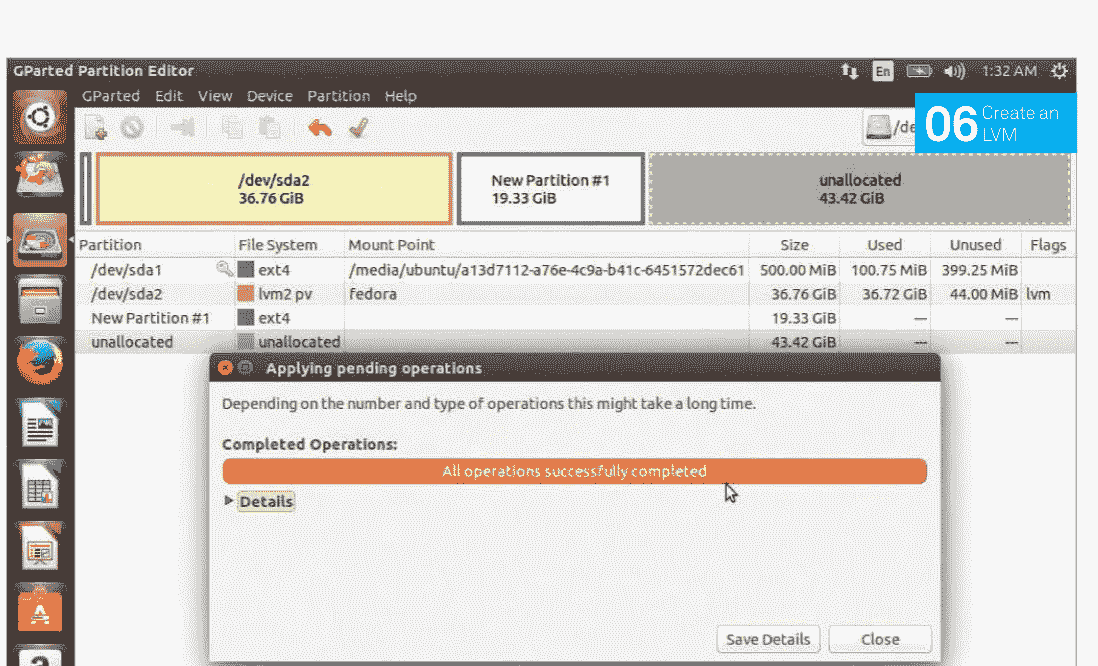 GParted Partition Editor
En
1:32 AM
GParted Edit View Device Partition Help
/de
06 Create an
LVM
/dev/sda2
36.76 GiB
New Partition #1
19.33 GiB
unallocated
43.42 GiB
Partition File System Mount Point Size Used Unused Flags
/dev/sda1 ext4 /media/ubuntu/a13d7112-a76e-4c9a-b41c-6451572dec61 500.00 MiB 100.75 MiB 399.25 MiB
/dev/sda2 lvm2 pv fedora 36.76 GiB 36.72 GiB 44.00 MiB lvm
New Partition #1 ext4 19.33 GiB — —
unallocated unallocated 43.42 GiB — —
Applying pending operations
Depending on the number and type of operations this might take a long time.
Completed Operations:
All operations successfully completed
Details
Save Details Close